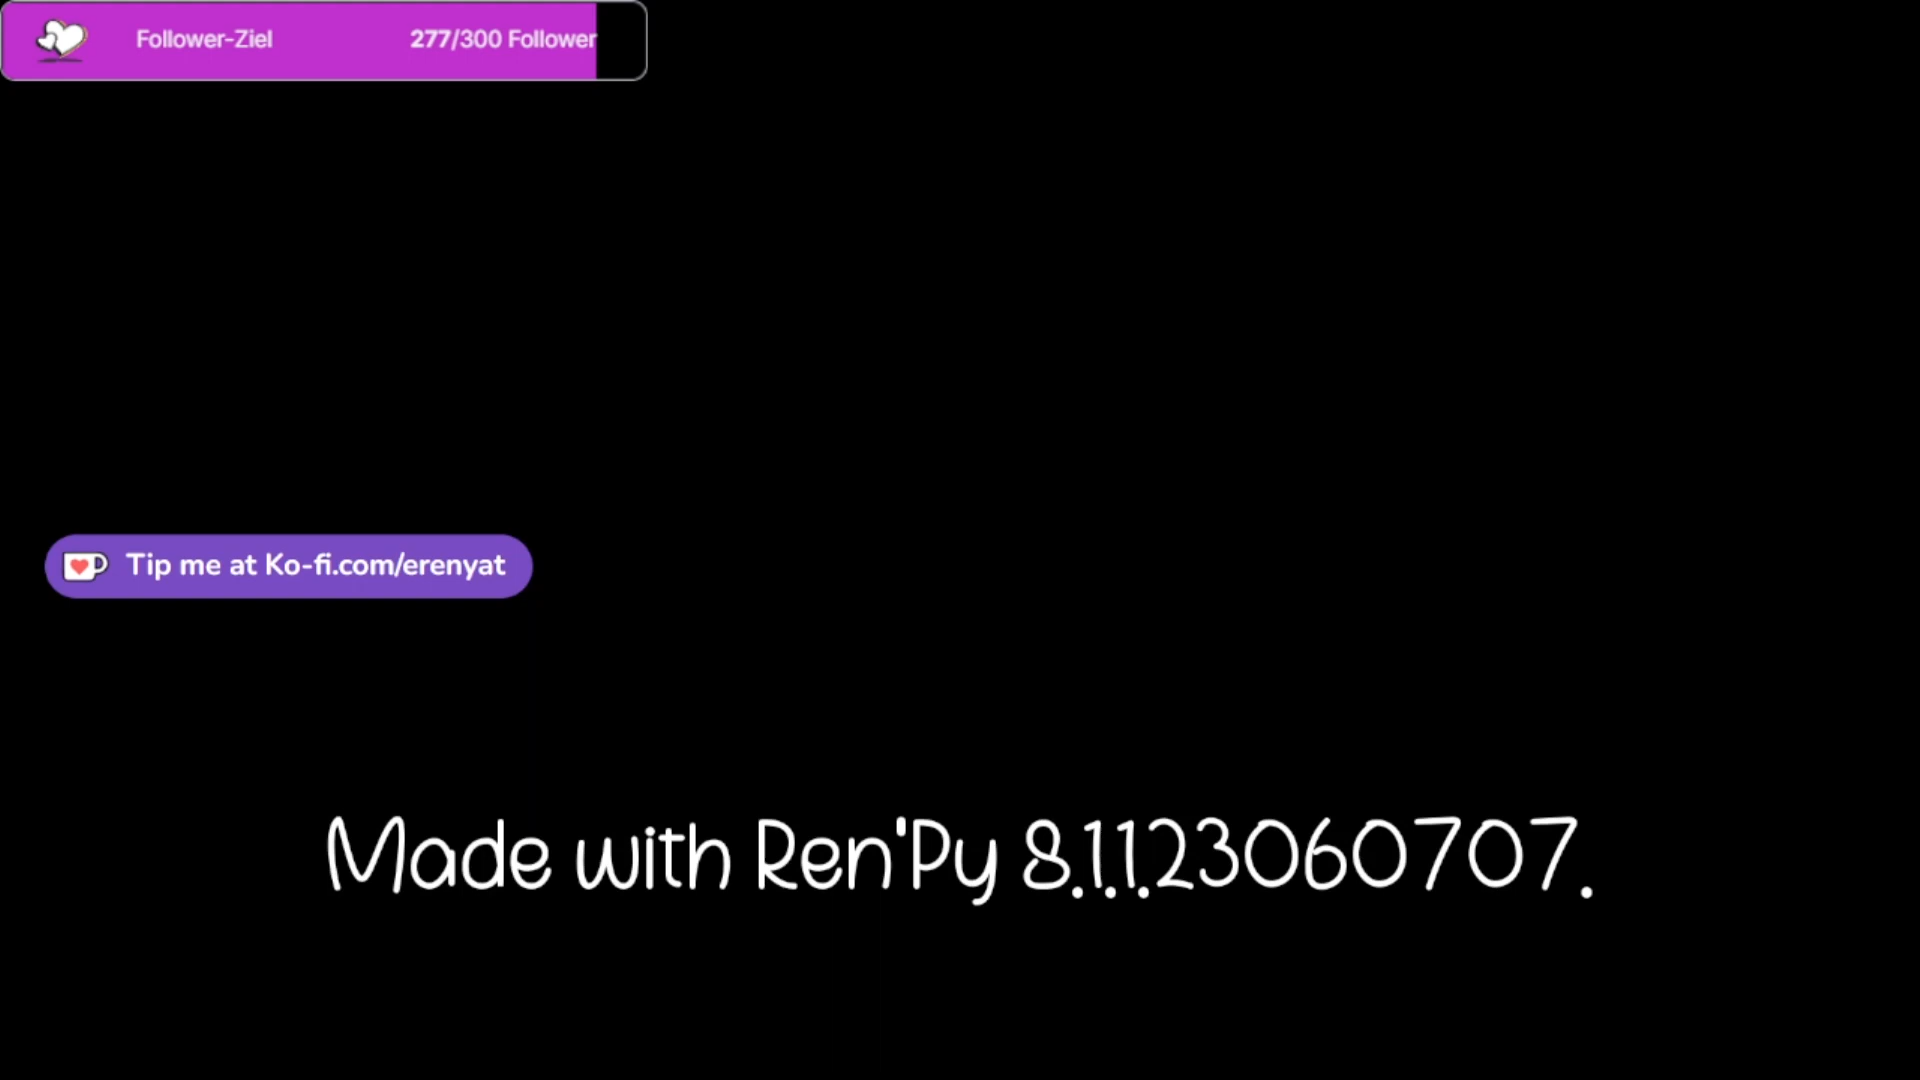 Follower-Ziel 277/300 Follower
Tip me at Ko-fi.com/erenyat
Made with Ren'Py 8.1.1.23060707.